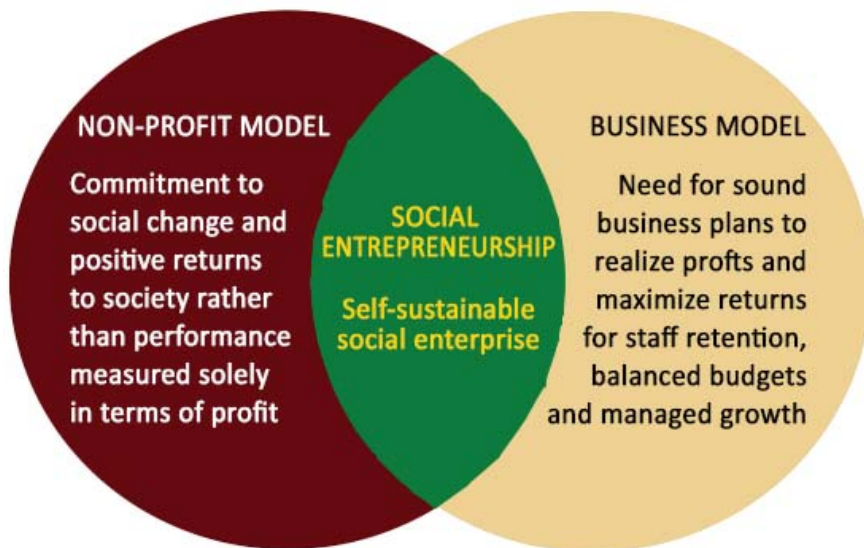 NON-PROFIT MODEL
Commitment to
social change and
positive returns
to society rather
than performance
measured solely
in terms of profit
SOCIAL
ENTREPRENEURSHIP
Self-sustainable
social enterprise
BUSINESS MODEL
Need for sound
business plans to
realize profits and
maximize returns
for staff retention,
balanced budgets
and managed growth